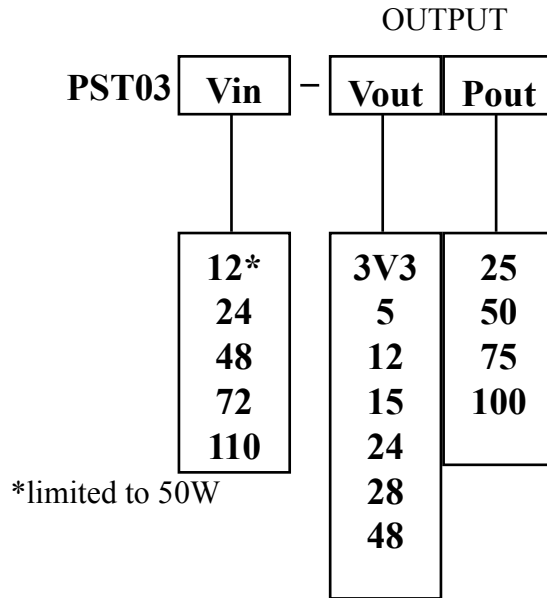 OUTPUT
PST03 Vin – Vout Pout
12* 3V3 25
24 5 50
48 12 75
72 15 100
110 24
*limited to 50W 28
48